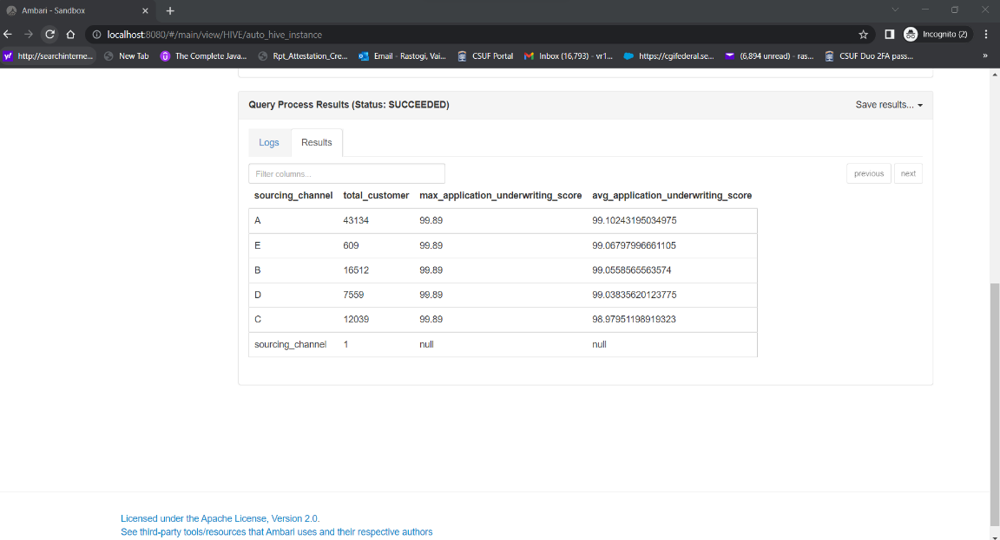 Ambari - Sandbox
localhost:8080/#/main/view/HIVE/auto_hive_instance
Incognito (2)
http://searchinterne...
New Tab
The Complete Java...
Rpt_Attestation_Cre...
Email - Rastogi, Vai...
CSUF Portal
Inbox (16,793) - vr1...
https://cgifederal.se...
(6,894 unread) - ras...
CSUF Duo 2FA pass...
»
Query Process Results (Status: SUCCEEDED)
Save results...
Logs Results
Filter columns...
previous next
sourcing_channel total_customer max_application_underwriting_score avg_application_underwriting_score
A 43134 99.89 99.10243195034975
E 609 99.89 99.06797996661105
B 16512 99.89 99.0558565563574
D 7559 99.89 99.03835620123775
C 12039 99.89 98.97951198919323
sourcing_channel 1 null null
Licensed under the Apache License, Version 2.0.
See third-party tools/resources that Ambari uses and their respective authors